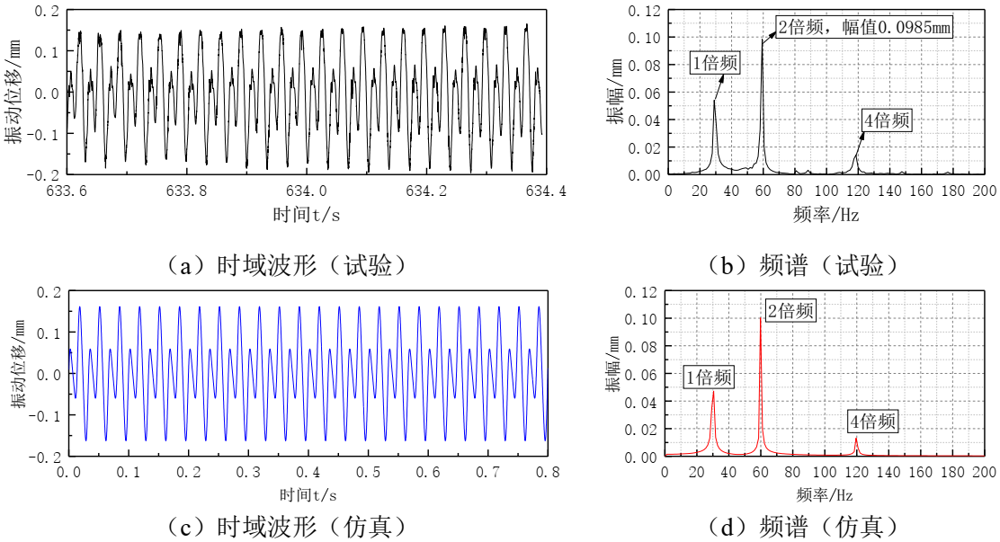 0.2
0.1
0.0
-0.1
-0.2
振动位移/mm
633.6 633.8 634.0 634.2 634.4
时间t/s
(a) 时域波形(试验)
0.12
0.10
0.08
0.06
0.04
0.02
0.00
振幅/mm
2倍频, 幅值0.0985mm
1倍频
4倍频
0 20 40 60 80 100 120 140 160 180 200
频率/Hz
(b) 频谱(试验)
0.2
0.1
0.0
-0.1
-0.2
振动位移/mm
0.0 0.1 0.2 0.3 0.4 0.5 0.6 0.7 0.8
时间t/s
(c) 时域波形(仿真)
0.12
0.10
0.08
0.06
0.04
0.02
0.00
振幅/mm
2倍频
1倍频
4倍频
0 20 40 60 80 100 120 140 160 180 200
频率/Hz
(d) 频谱(仿真)